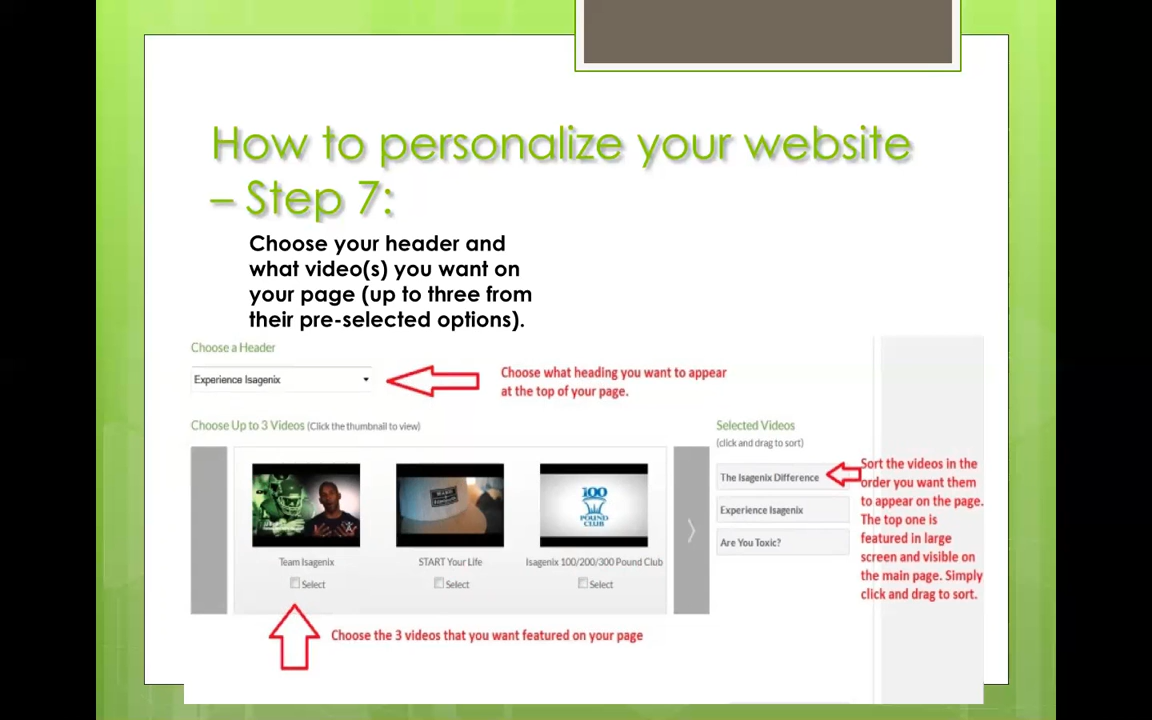 How to personalize your website
– Step 7:
Choose your header and
what video(s) you want on
your page (up to three from
their pre-selected options).
Choose a Header
Experience Isagenix
Choose what heading you want to appear
at the top of your page.
Choose Up to 3 Videos (Click the thumbnail to view)
Selected Videos
(click and drag to sort)
The Isagenix Difference
Experience Isagenix
Are You Toxic?
Sort the videos in the
order you want them
to appear on the page.
The top one is
featured in large
screen and visible on
the main page. Simply
click and drag to sort.
100
POUND
CLUB
Team Isagenix
START Your Life
Isagenix 100/200/300 Pound Club
Select
Select
Select
Choose the 3 videos that you want featured on your page